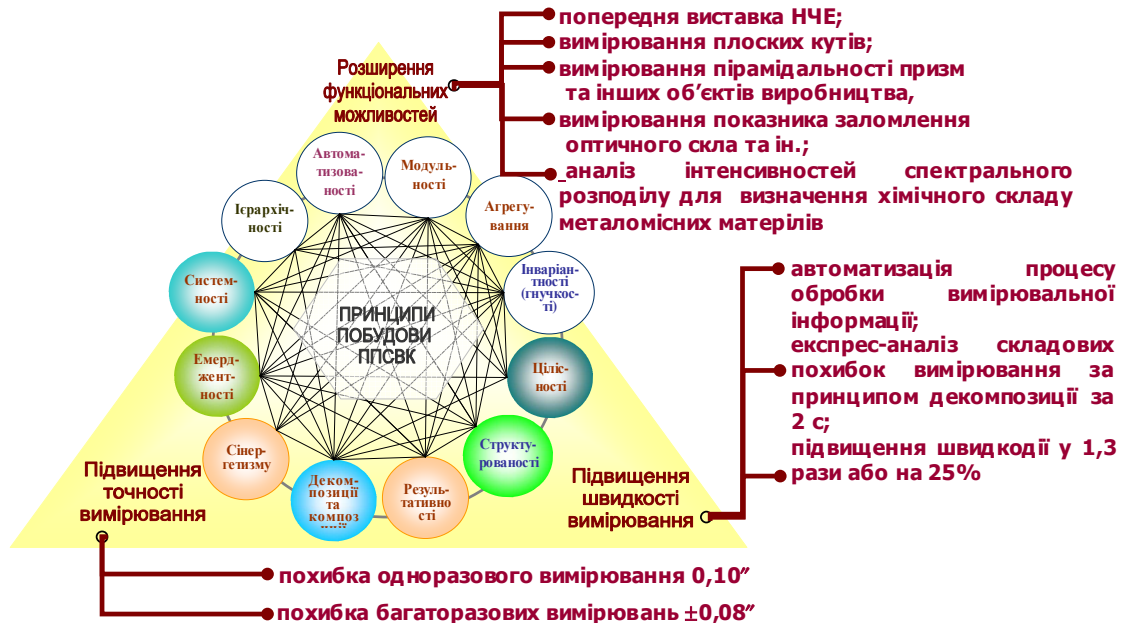 попередня виставка НЧЕ;
вимірювання плоских кутів;
вимірювання пірамідальності призм
та інших об’єктів виробництва,
вимірювання показника заломлення
оптичного скла та ін.;
_аналіз інтенсивностей спектрального
розподілу для визначення хімічного складу
металомісних матерілів
Розширення
функціональних
можливостей
Автома-
тизова-
ності
Модуль-
ності
Агрегу-
вання
Ієрархіч-
ності
Інваріан-
тності
(гнучкос-
ті)
Систем-
ності
ПРИНЦИПИ
ПОБУДОВИ
ППСВК
Емерд-
жент-
ності
Ціліс-
ності
Сінер-
гетизму
Структу-
рованості
Деком-
позиції
та
композ
Резуль-
тативно
сті
Підвищення
точності
вимірювання
Підвищення
швидкості
вимірювання
автоматизація процесу
обробки вимірювальної
інформації;
експрес-аналіз складових
похибок вимірювання за
принципом декомпозиції за
2 с;
підвищення швидкодії у 1,3
рази або на 25%
похибка одноразового вимірювання 0,10″
похибка багаторазових вимірювань ±0,08″